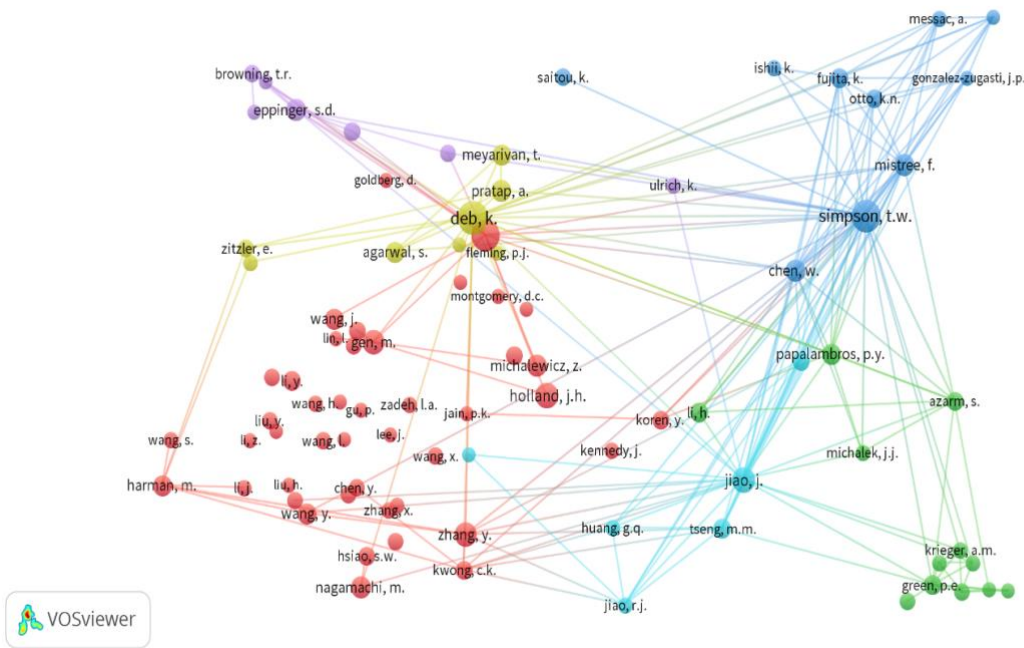 messac, a.
browning, t.r.
saitou, k.
ishii, k.
fujita, k.
gonzalez-zugasti, j.p.
otto, k.n.
eppinger, s.d.
meyarivan, t.
mistree, f.
goldberg, d.
pratap, a.
ulrich, k.
deb, k.
simpson, t.w.
zitzler, e.
agarwal, s.
fleming, p.j.
chen, w.
montgomery, d.c.
wang, j.
lin, l.
gen, m.
papalambros, p.y.
michalewicz, z.
li, y.
holland, j.h.
wang, h.
gu, p.
zadeh, l.a.
jain, p.k.
koren, y.
li, h.
azarm, s.
liu, y.
wang, s.
li, z.
wang, l.
lee, j.
kennedy, j.
michalek, j.j.
wang, x.
harman, m.
li, j.
liu, h.
chen, y.
jiao, j.
wang, y.
zhang, x.
zhang, y.
huang, g.q.
tseng, m.m.
hsiao, s.w.
krieger, a.m.
kwong, c.k.
nagamachi, m.
green, p.e.
jiao, r.j.
VOSviewer